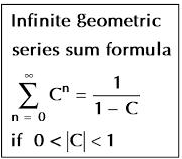 Infinite geometric
series sum formula
∞
∑ Cⁿ = 1 / (1 - C)
n = 0
if 0 < |C| < 1